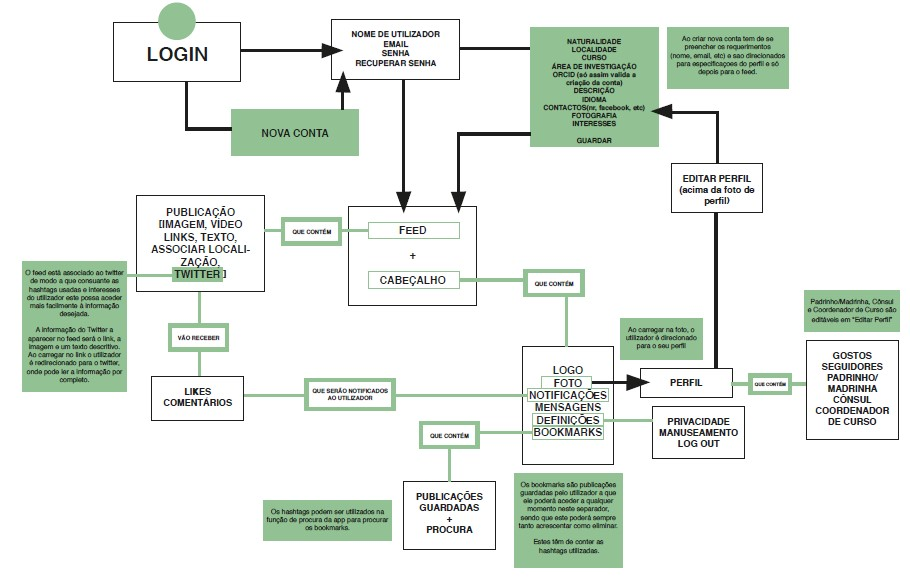 LOGIN
NOME DE UTILIZADOR
EMAIL
SENHA
RECUPERAR SENHA
NATURALIDADE
LOCALIDADE
CURSO
ÁREA DE INVESTIGAÇÃO
ORCID (só assim valida a
criação da conta)
DESCRIÇÃO
IDIOMA
CONTACTOS(nr, facebook, etc)
FOTOGRAFIA
INTERESSES
GUARDAR
Ao criar nova conta tem de se
preencher os requerimentos
(nome, email, etc) e sao direcionados
para especificaçoes do perfil e só
depois para o feed.
NOVA CONTA
EDITAR PERFIL
(acima da foto de
perfil)
PUBLICAÇÃO
[IMAGEM, VÍDEO
LINKS, TEXTO,
ASSOCIAR LOCALI-
ZAÇÃO,
TWITTER ]
QUE CONTÉM
FEED
+
CABEÇALHO
QUE CONTÉM
O feed está associado ao twitter
de modo a que consuante as
hashtags usadas e interesses
do utilizador este possa aceder
mais facilmente à informação
desejada.
A informação do Twitter a
aparecer no feed será o link, a
imagem e um texto descritivo.
Ao carregar no link o utilizador
é redirecionado para o twitter,
onde pode ler a informação por
completo.
VÃO RECEBER
LIKES
COMENTÁRIOS
QUE SERÃO NOTIFICADOS
AO UTILIZADOR
LOGO
FOTO
NOTIFICAÇÕES
MENSAGENS
DEFINIÇÕES
BOOKMARKS
Ao carregar na foto, o
utilizador é direcionado
para o seu perfil
PERFIL
QUE CONTÉM
Padrinho/Madrinha, Cônsul
e Coordenador de Curso são
editáveis em "Editar Perfil"
GOSTOS
SEGUIDORES
PADRINHO/
MADRINHA
CÔNSUL
COORDENADOR
DE CURSO
PRIVACIDADE
MANUSEAMENTO
LOG OUT
QUE CONTÉM
PUBLICAÇÕES
GUARDADAS
+
PROCURA
Os hashtags podem ser utilizados na
função de procura da app para procurar
os bookmarks.
Os bookmarks são publicações
guardadas pelo utilizador a que
ele poderá aceder a qualquer
momento neste separador,
sendo que este poderá sempre
tanto acrescentar como eliminar.
Estes têm de conter as
hashtags utilizadas.